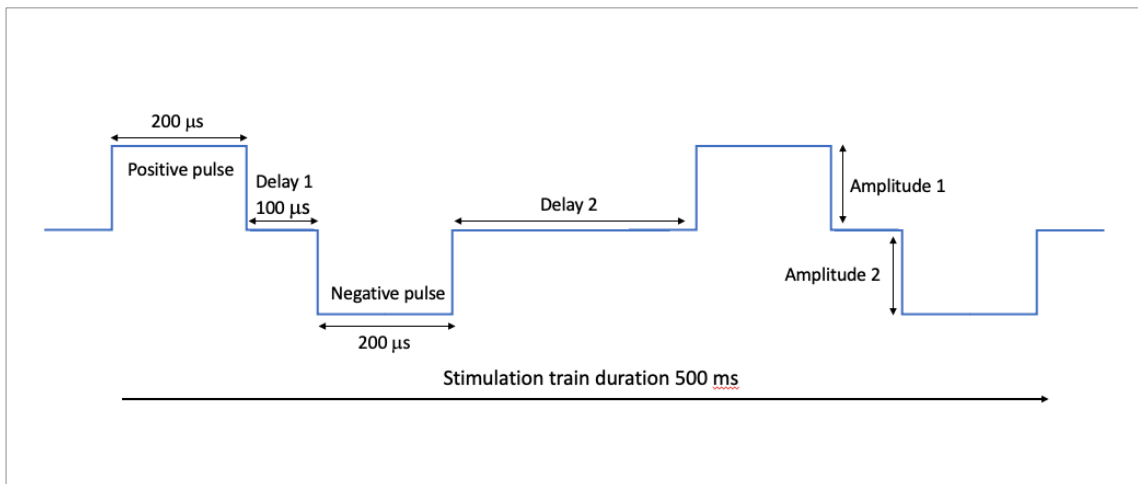 200 μs
Positive pulse
Delay 1
100 μs
Delay 2
Amplitude 1
Amplitude 2
Negative pulse
200 μs
Stimulation train duration 500 ms